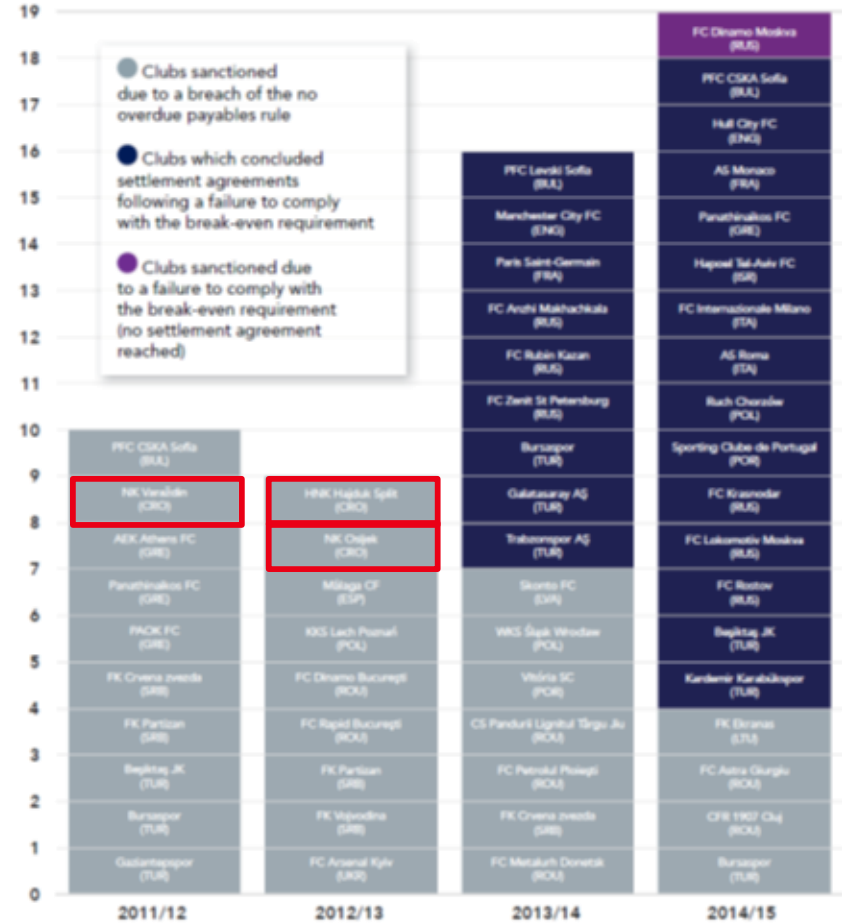 19
18
17
16
15
14
13
12
11
10
9
8
7
6
5
4
3
2
1
0
Clubs sanctioned
due to a breach of the no
overdue payables rule
Clubs which concluded
settlement agreements
following a failure to comply
with the break-even requirement
Clubs sanctioned due
to a failure to comply with
the break-even requirement
(no settlement agreement
reached)
PFC CSKA Sofia
(BUL)
NK Varaždin
(CRO)
AEK Athens FC
(GRE)
Panathinaikos FC
(GRE)
PAOK FC
(GRE)
FK Crvena zvezda
(SRB)
FK Partizan
(SRB)
Beşiktaş JK
(TUR)
Bursaspor
(TUR)
Gaziantepspor
(TUR)
2011/12
HNK Hajduk Split
(CRO)
NK Osijek
(CRO)
Málaga CF
(ESP)
KKS Lech Poznań
(POL)
FC Dinamo Bucureşti
(ROU)
FC Rapid Bucureşti
(ROU)
FK Partizan
(SRB)
FK Vojvodina
(SRB)
FC Arsenal Kyiv
(UKR)
2012/13
PFC Levski Sofia
(BUL)
Manchester City FC
(ENG)
Paris Saint-Germain
(FRA)
FC Anzhi Makhachkala
(RUS)
FC Rubin Kazan
(RUS)
FC Zenit St Petersburg
(RUS)
Bursaspor
(TUR)
Galatasaray AŞ
(TUR)
Trabzonspor AŞ
(TUR)
Skonto FC
(LVA)
WKS Śląsk Wrocław
(POL)
Vitória SC
(POR)
CS Pandurii Lignitul Târgu Jiu
(ROU)
FC Petrolul Ploieşti
(ROU)
FK Crvena zvezda
(SRB)
FC Metalurh Donetsk
(ROU)
2013/14
FC Dinamo Moskva
(RUS)
PFC CSKA Sofia
(BUL)
Hull City FC
(ENG)
AS Monaco
(FRA)
Panathinaikos FC
(GRE)
Hapoel Tel-Aviv FC
(ISR)
FC Internazionale Milano
(ITA)
AS Roma
(ITA)
Ruch Chorzów
(POL)
Sporting Clube de Portugal
(POR)
FC Krasnodar
(RUS)
FC Lokomotiv Moskva
(RUS)
FC Rostov
(RUS)
Beşiktaş JK
(TUR)
Kardemir Karabükspor
(TUR)
FK Ekranas
(LTU)
FC Astra Giurgiu
(ROU)
CFR 1907 Cluj
(ROU)
Bursaspor
(TUR)
2014/15